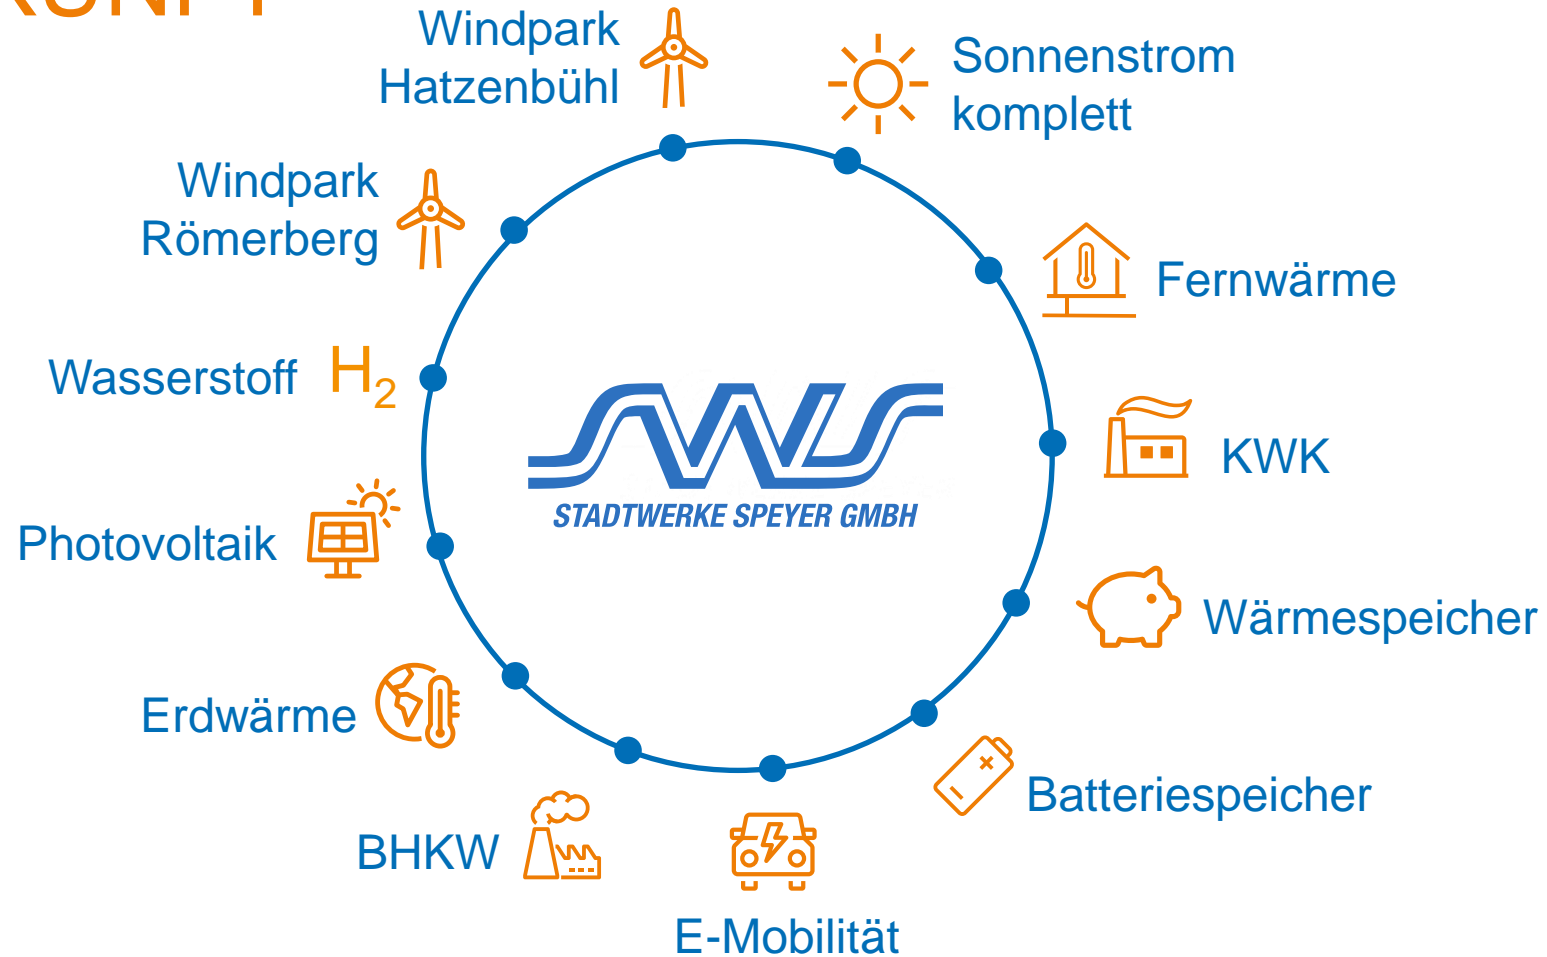 Windpark
Hatzenbühl
Sonnenstrom
komplett
Windpark
Römerberg
Fernwärme
Wasserstoff H₂
KWK
STADTWERKE SPEYER GMBH
Photovoltaik
Wärmespeicher
Erdwärme
Batteriespeicher
BHKW
E-Mobilität